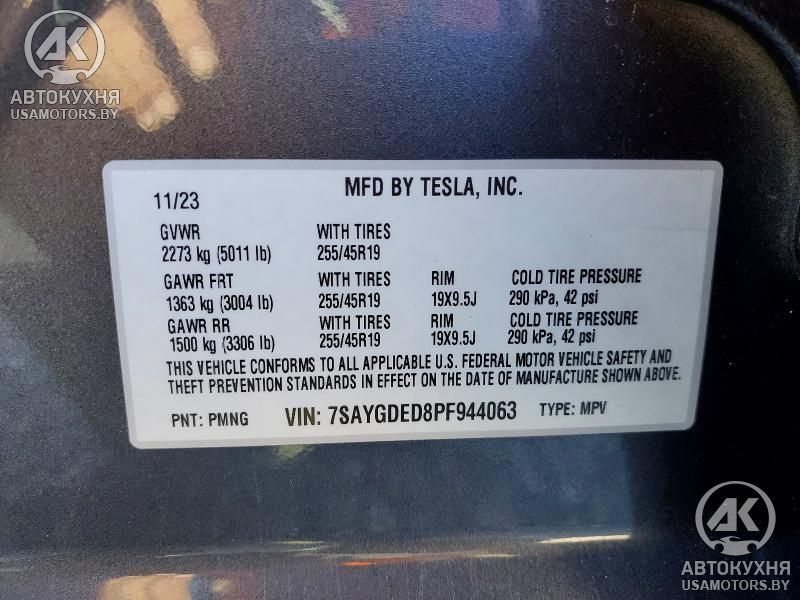 AK
АВТОКУХНЯ
USAMOTORS.BY
11/23 MFD BY TESLA, INC.
GVWR WITH TIRES
2273 kg (5011 lb) 255/45R19
GAWR FRT WITH TIRES RIM COLD TIRE PRESSURE
1363 kg (3004 lb) 255/45R19 19X9.5J 290 kPa, 42 psi
GAWR RR WITH TIRES RIM COLD TIRE PRESSURE
1500 kg (3306 lb) 255/45R19 19X9.5J 290 kPa, 42 psi
THIS VEHICLE CONFORMS TO ALL APPLICABLE U.S. FEDERAL MOTOR VEHICLE SAFETY AND
THEFT PREVENTION STANDARDS IN EFFECT ON THE DATE OF MANUFACTURE SHOWN ABOVE.
PNT: PMNG VIN: 7SAYGDED8PF944063 TYPE: MPV
AK
АВТОКУХНЯ
USAMOTORS.BY